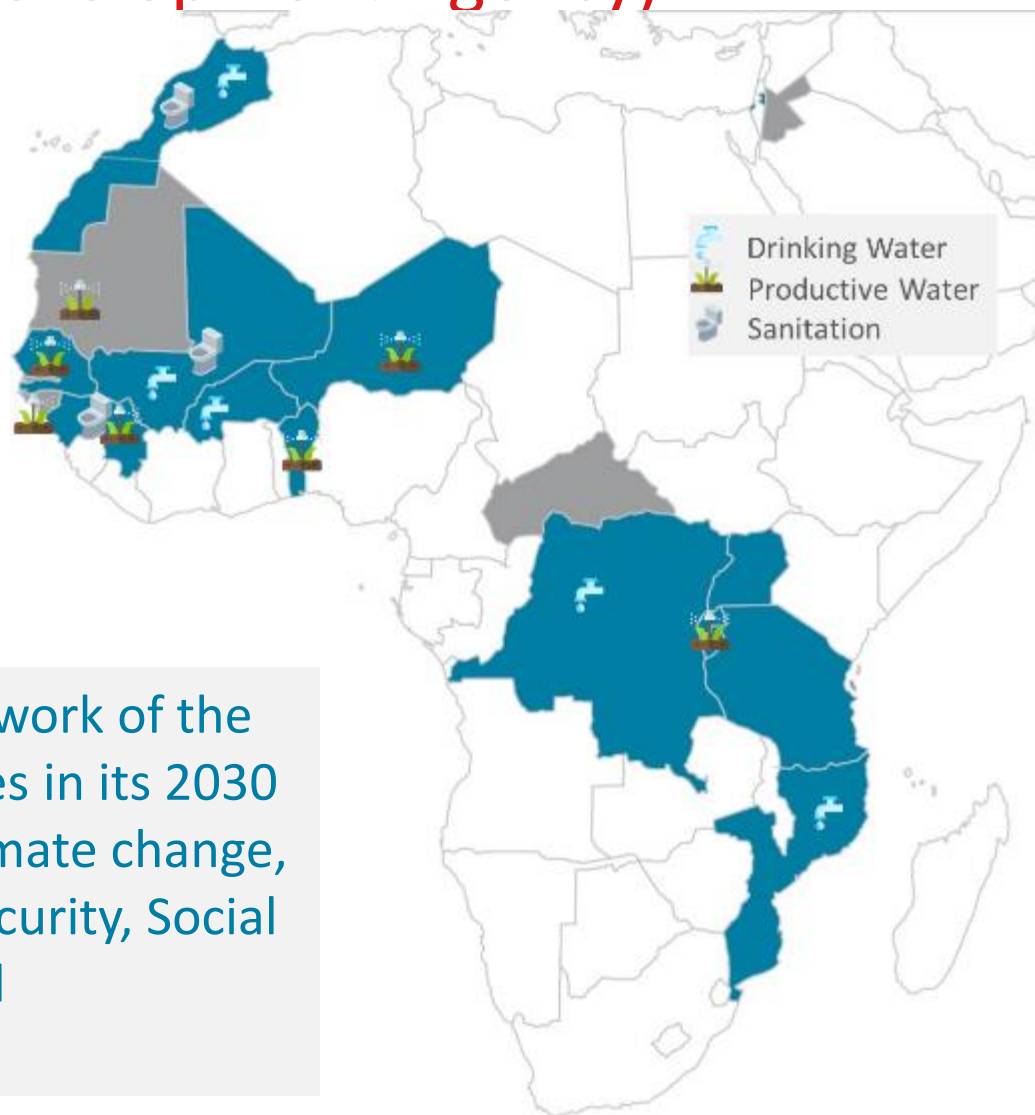 Drinking Water
Productive Water
Sanitation
work of the
es in its 2030
mate change,
curity, Social